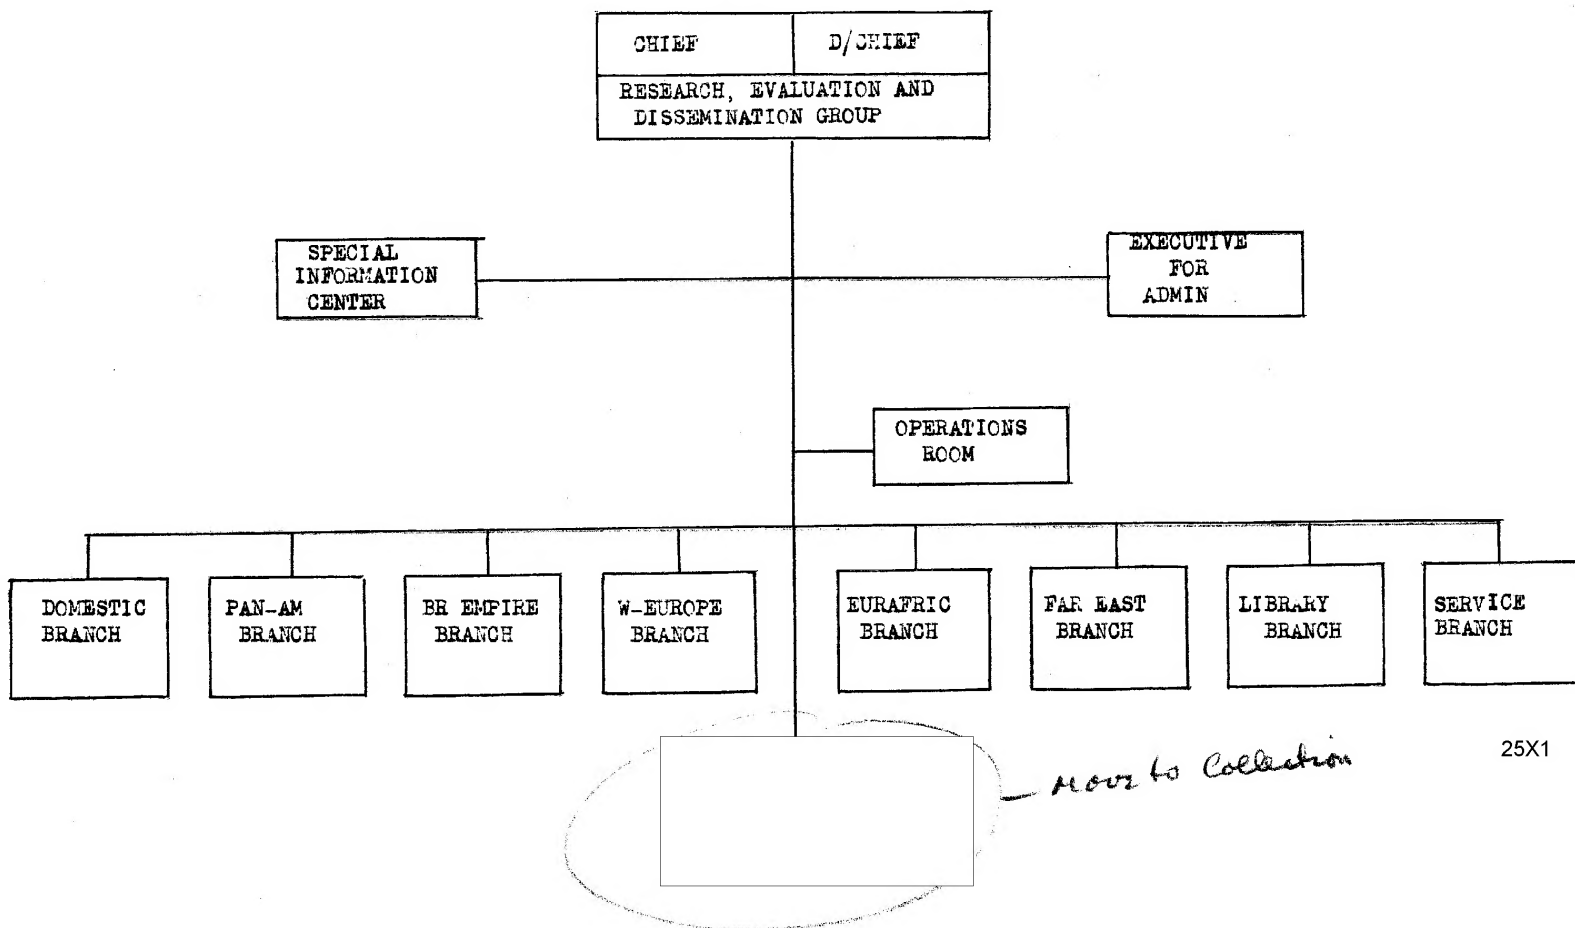 CHIEF
D/CHIEF
RESEARCH, EVALUATION AND
DISSEMINATION GROUP
SPECIAL
INFORMATION
CENTER
EXECUTIVE
FOR
ADMIN
OPERATIONS
ROOM
DOMESTIC
BRANCH
PAN-AM
BRANCH
BR EMPIRE
BRANCH
W-EUROPE
BRANCH
EURAFRIC
BRANCH
FAR EAST
BRANCH
LIBRARY
BRANCH
SERVICE
BRANCH
25X1
move to Collection